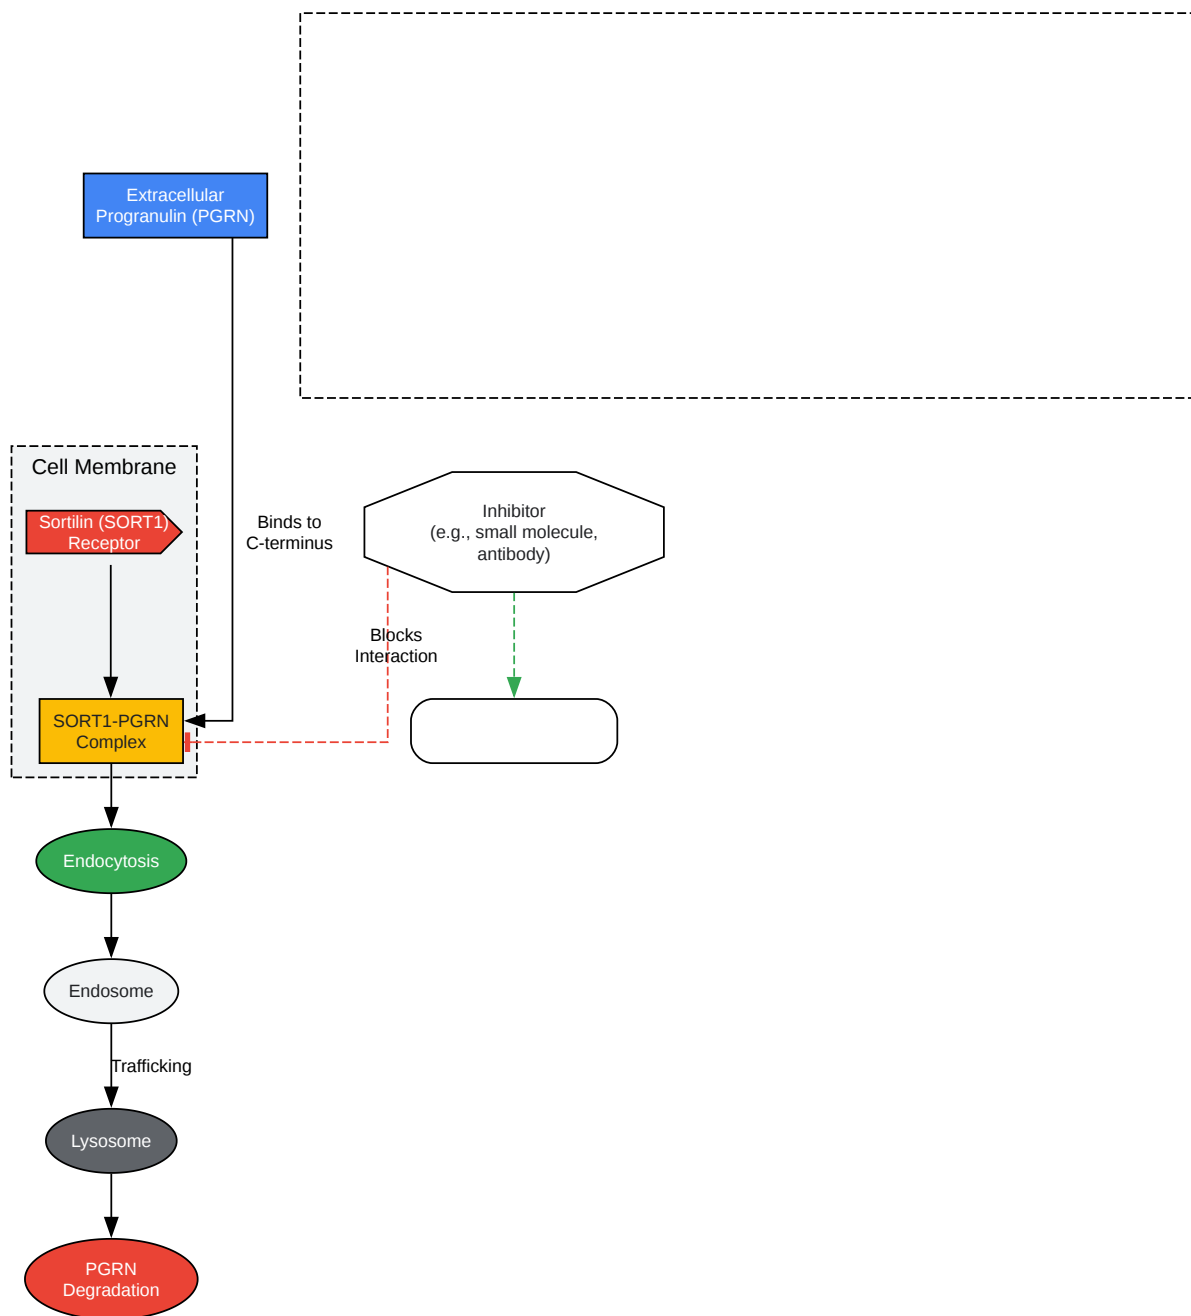 Extracellular
Progranulin (PGRN)
Cell Membrane
Sortilin (SORT1)
Receptor
Binds to
C-terminus
Inhibitor
(e.g., small molecule,
antibody)
Blocks
Interaction
SORT1-PGRN
Complex
Endocytosis
Endosome
Trafficking
Lysosome
PGRN
Degradation